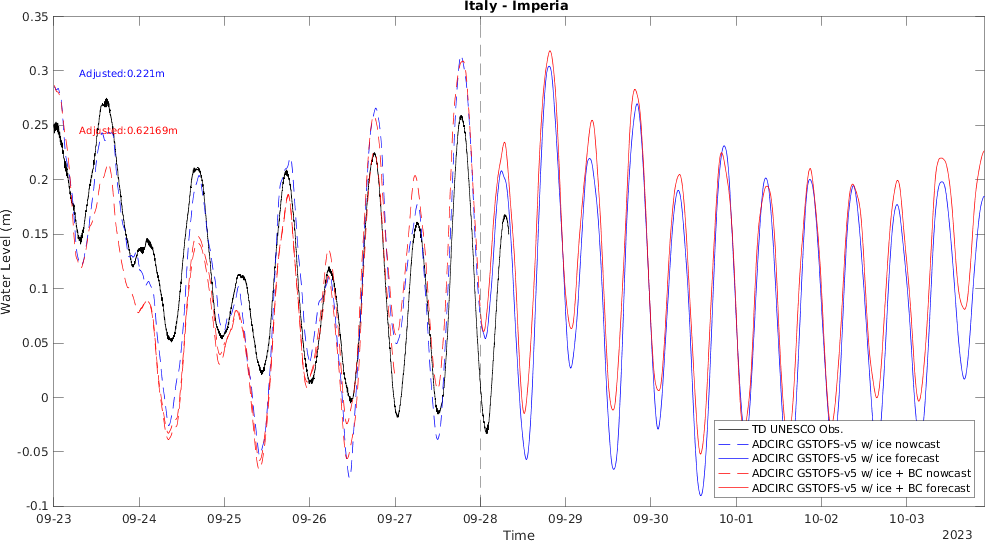 Italy - Imperia
Water Level (m)
0.35
0.3
0.25
0.2
0.15
0.1
0.05
0
-0.05
-0.1
Adjusted:0.221m
Adjusted:0.62169m
TD UNESCO Obs.
ADCIRC GSTOFS-v5 w/ ice nowcast
ADCIRC GSTOFS-v5 w/ ice forecast
ADCIRC GSTOFS-v5 w/ ice + BC nowcast
ADCIRC GSTOFS-v5 w/ ice + BC forecast
09-23 09-24 09-25 09-26 09-27 09-28 09-29 09-30 10-01 10-02 10-03
Time
2023